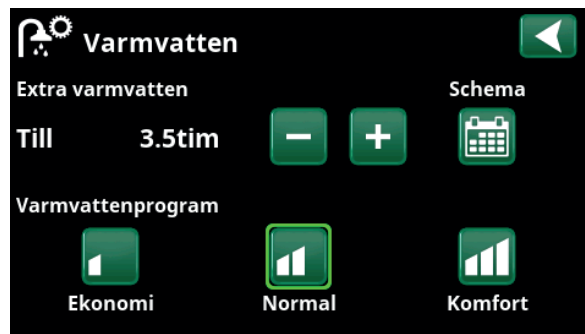 Varmvatten
Extra varmvatten
Schema
Till 3.5tim
Varmvattenprogram
Ekonomi
Normal
Komfort